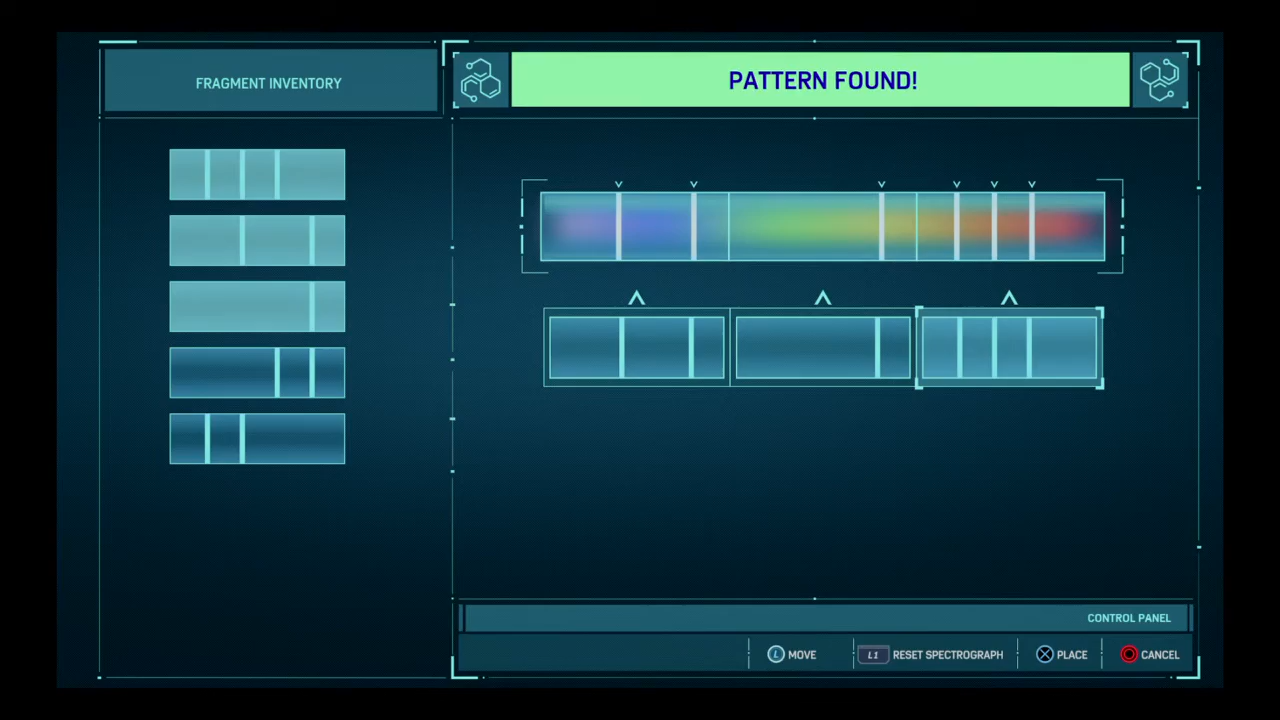 FRAGMENT INVENTORY
PATTERN FOUND!
CONTROL PANEL
L MOVE L1 RESET SPECTROGRAPH PLACE CANCEL